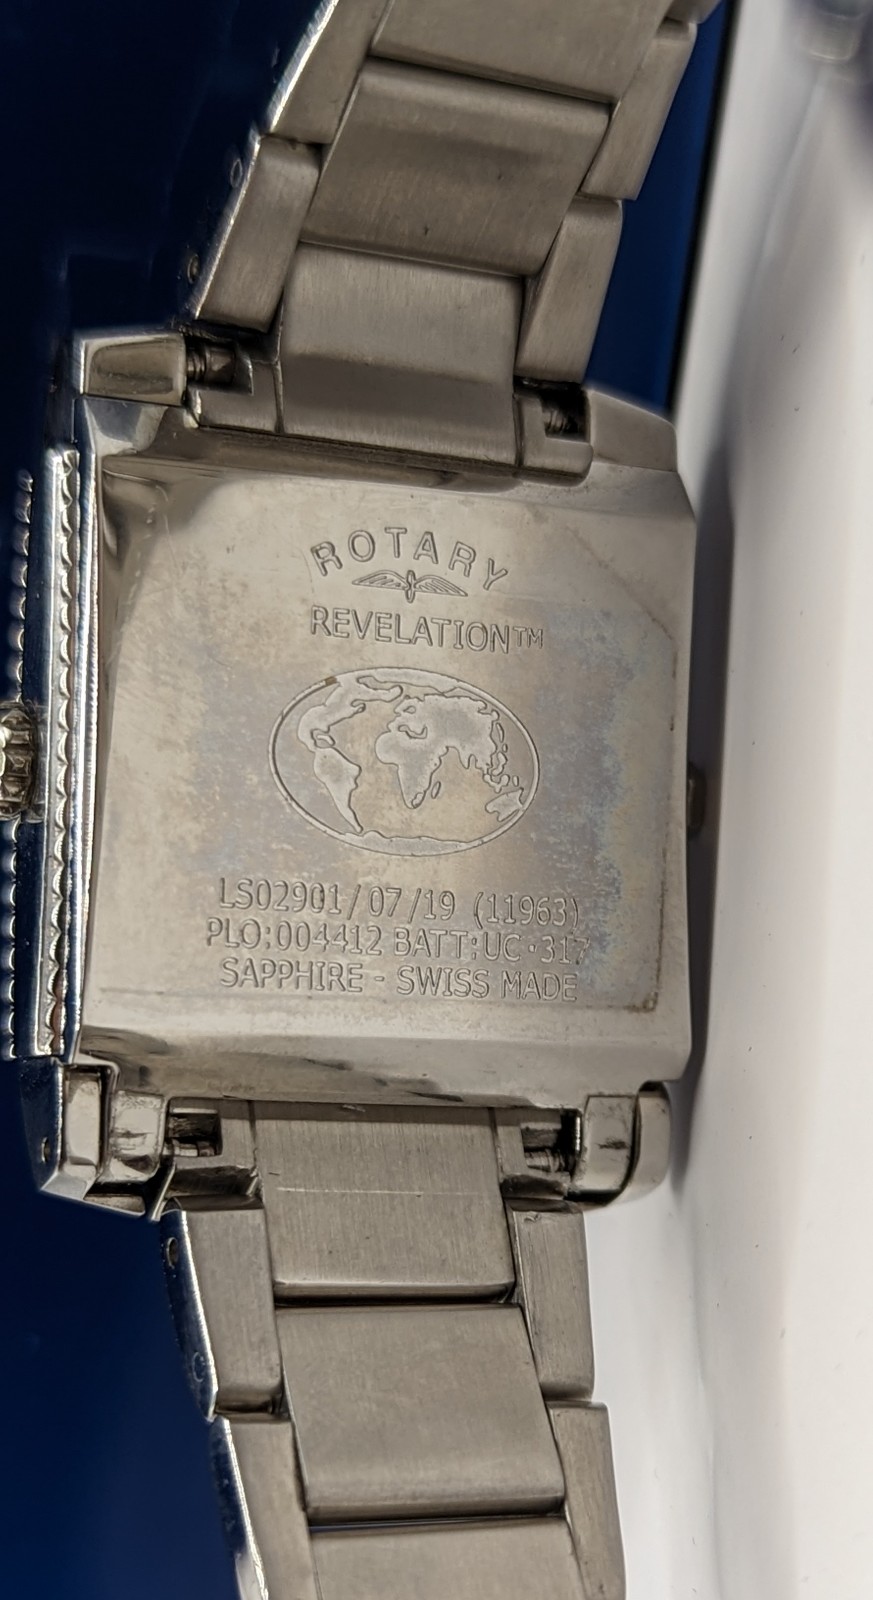 ROTARY
REVELATION™
LS02901/07/19 (11963)
PLO:004412 BATT:UC·317
SAPPHIRE - SWISS MADE